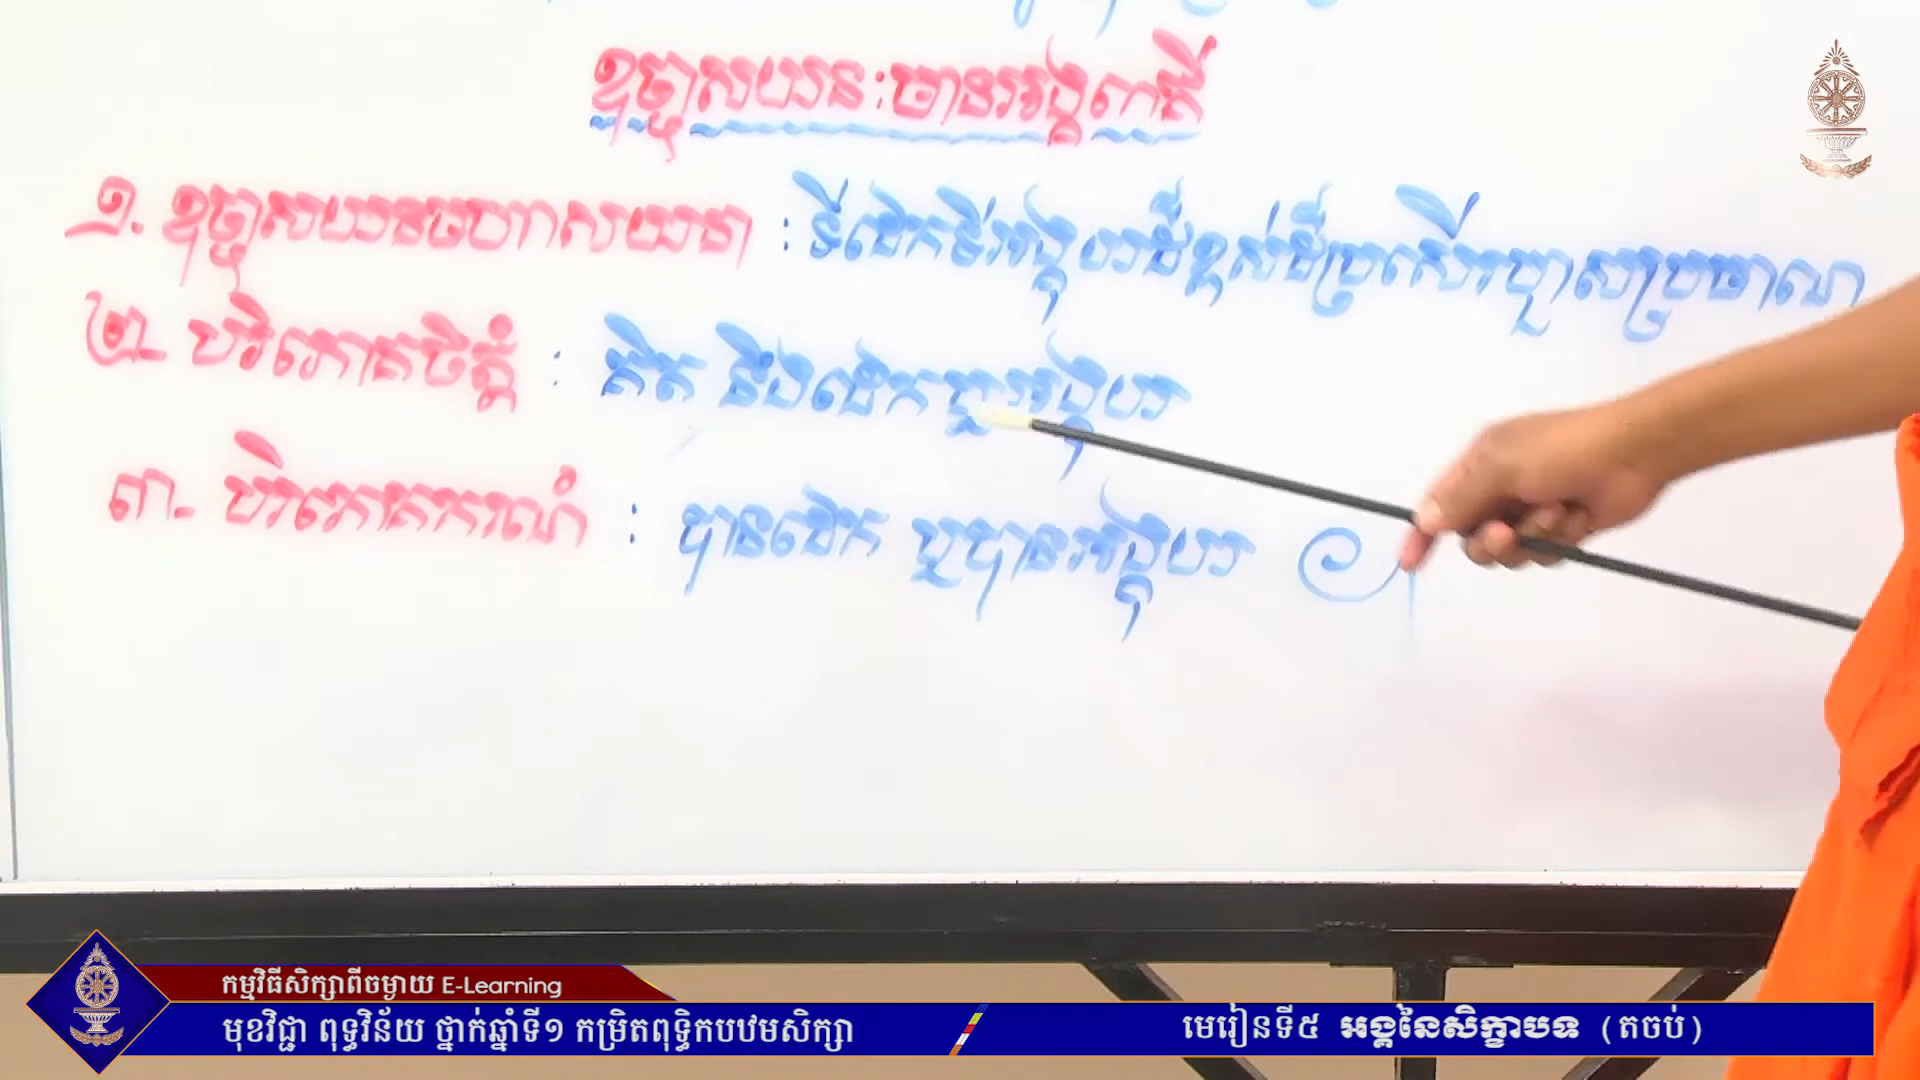 ឧច្ចាសយនៈមានអង្គ៣គឺ
១. ឧច្ចាសយនមហាសយនា : ទីដេកទីអង្គុយដ៏ខ្ពស់ដ៏ប្រសើរឬហួសប្រមាណ
២. បរិភោគចិត្តំ : គិត នឹងដេកឬអង្គុយ
៣. បរិភោគករណំ : បានដេក ឬបានអង្គុយ
កម្មវិធីសិក្សាពីចម្ងាយ E-Learning
មុខវិជ្ជា ពុទ្ធវិន័យ ថ្នាក់ឆ្នាំទី១ កម្រិតពុទ្ធិកបឋមសិក្សា
មេរៀនទី៥ អង្គនៃសិក្ខាបទ (តចប់)